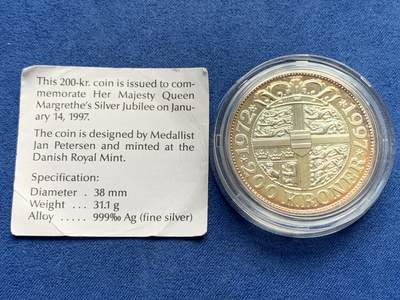 This 200-kr. coin is issued to com-
memorate Her Majesty Queen
Margrethe's Silver Jubilee on Janu-
ary 14, 1997.
The coin is designed by Medallist
Jan Petersen and minted at the
Danish Royal Mint.
Specification:
Diameter . 38 mm
Weight ... 31.1 g
Alloy ..... 999‰ Ag (fine silver)
1972
1997
200 KRONER